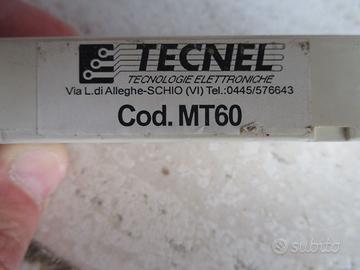 TECNEL
TECNOLOGIE ELETTRONICHE
Via L.di Alleghe-SCHIO (VI) Tel.:0445/576643
Cod. MT60
subito